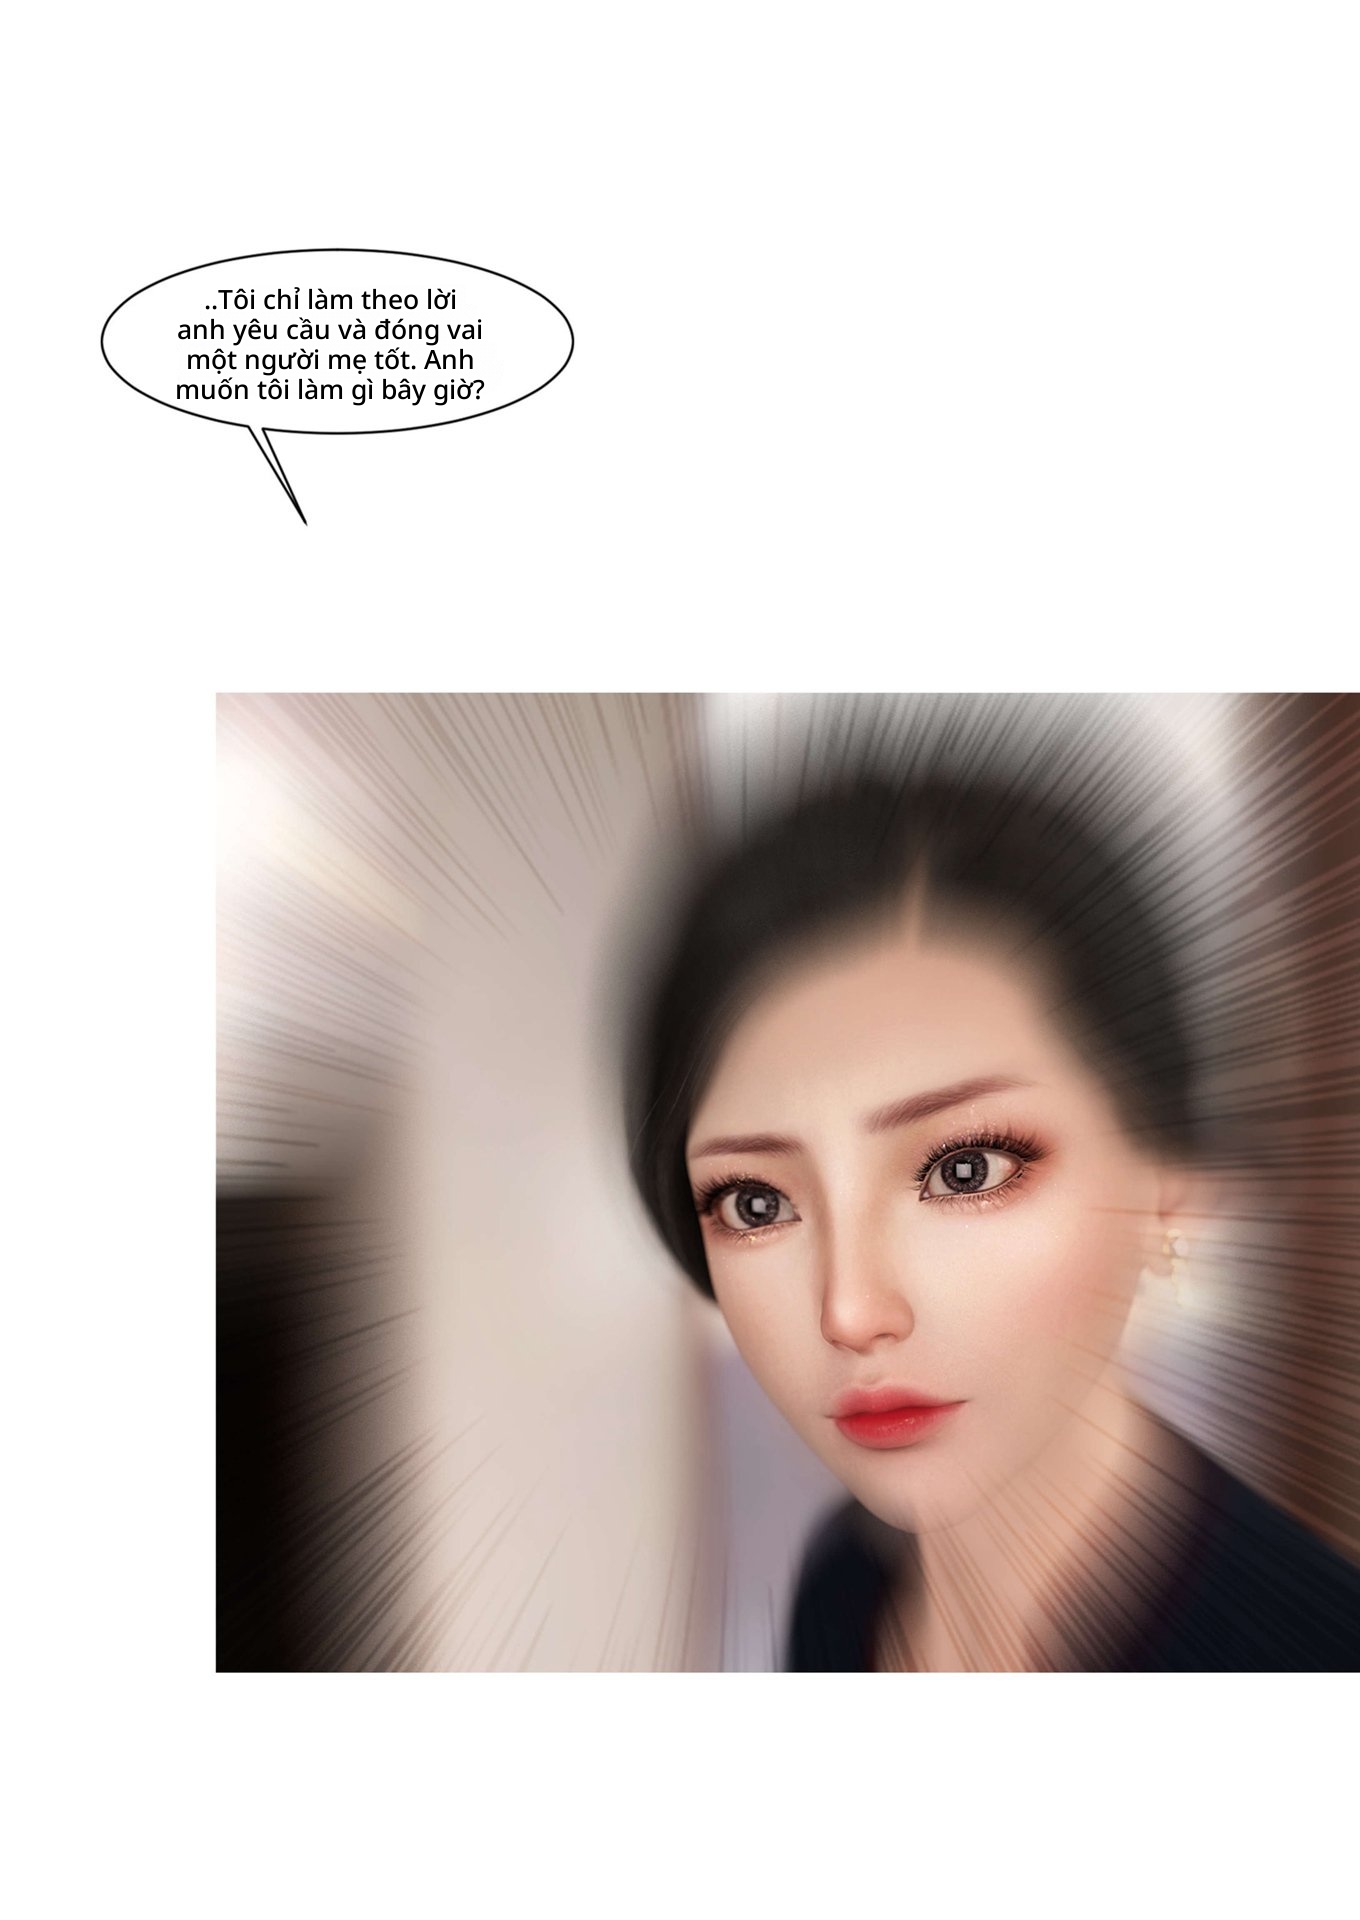 ..Tôi chỉ làm theo lời
anh yêu cầu và đóng vai
một người mẹ tốt. Anh
muốn tôi làm gì bây giờ?